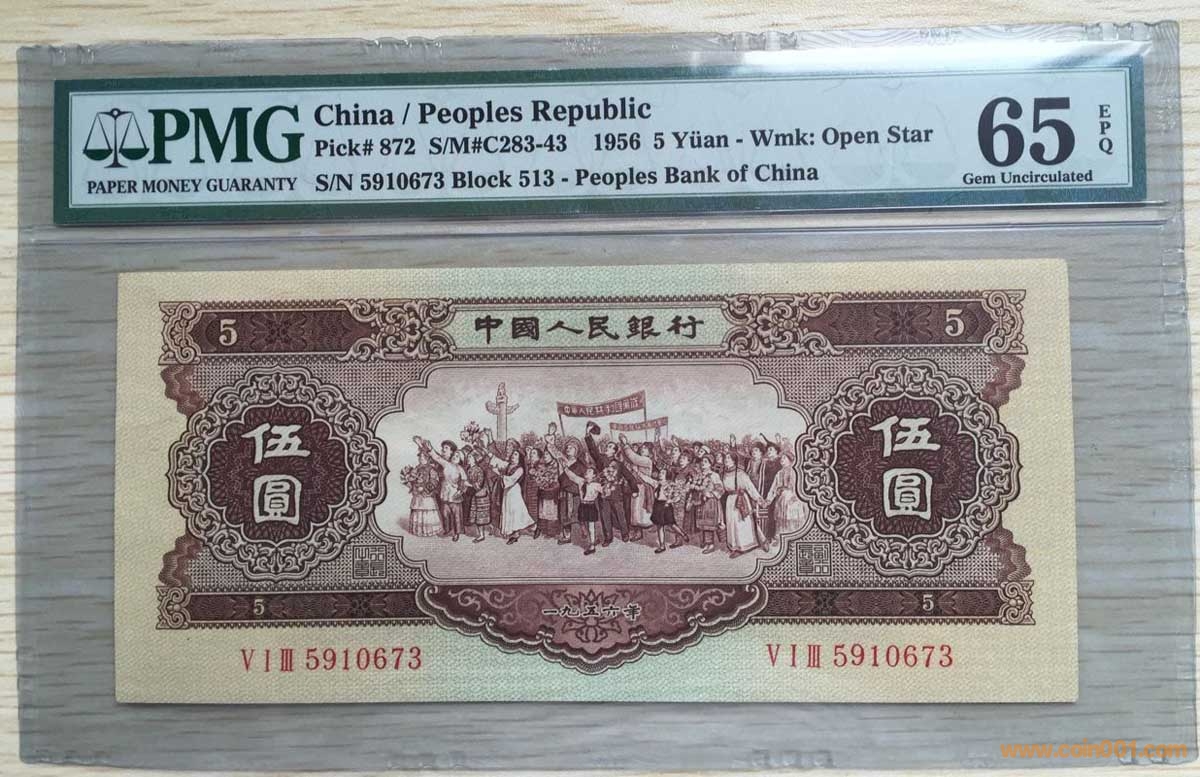 PMG
PAPER MONEY GUARANTY
China / Peoples Republic
Pick# 872 S/M#C283-43 1956 5 Yüan - Wmk: Open Star
S/N 5910673 Block 513 - Peoples Bank of China
65
EPQ
Gem Uncirculated
5
中國人民銀行
5
伍圓
伍圓
5
一九五六年
5
VIⅢ 5910673
VIⅢ 5910673
www.coin001.com